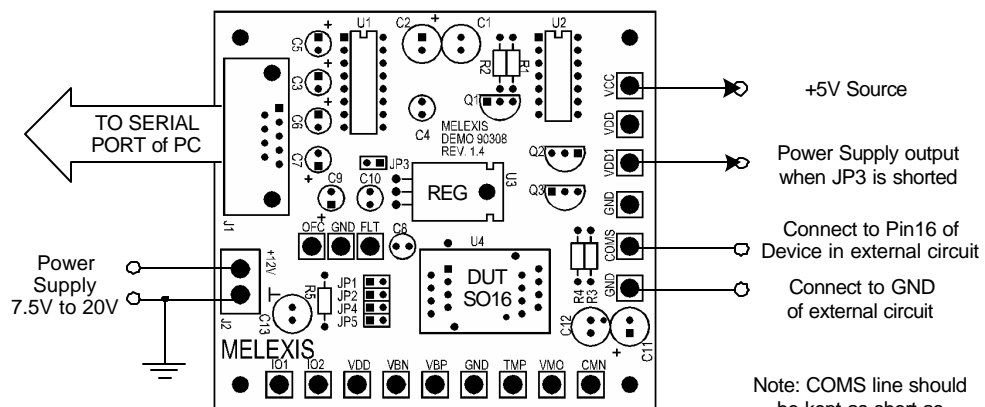 C5
+
U1
C2
+
C1
U2
R2
R1
C3
+
VCC
+5V Source
TO SERIAL
PORT of PC
C6
+
C4
Q1
MELEXIS
DEMO 90308
REV. 1.4
VDD
C7
+
JP3
U3
Q2
VDD1
Power Supply output
when JP3 is shorted
C9
C10
REG
Q3
GND
J1
+
OFC
GND
FLT
C8
U4
COMS
Connect to Pin16 of
Device in external circuit
Power
Supply
7.5V to 20V
+12V
JP1
JP2
JP4
JP5
R5
DUT
SO16
R4
R3
GND
Connect to GND
of external circuit
J2
C13
C12
C11
+
MELEXIS
IO1
IO2
VDD
VBN
VBP
GND
TMP
VMO
CMN
Note: COMS line should
be kept as short as